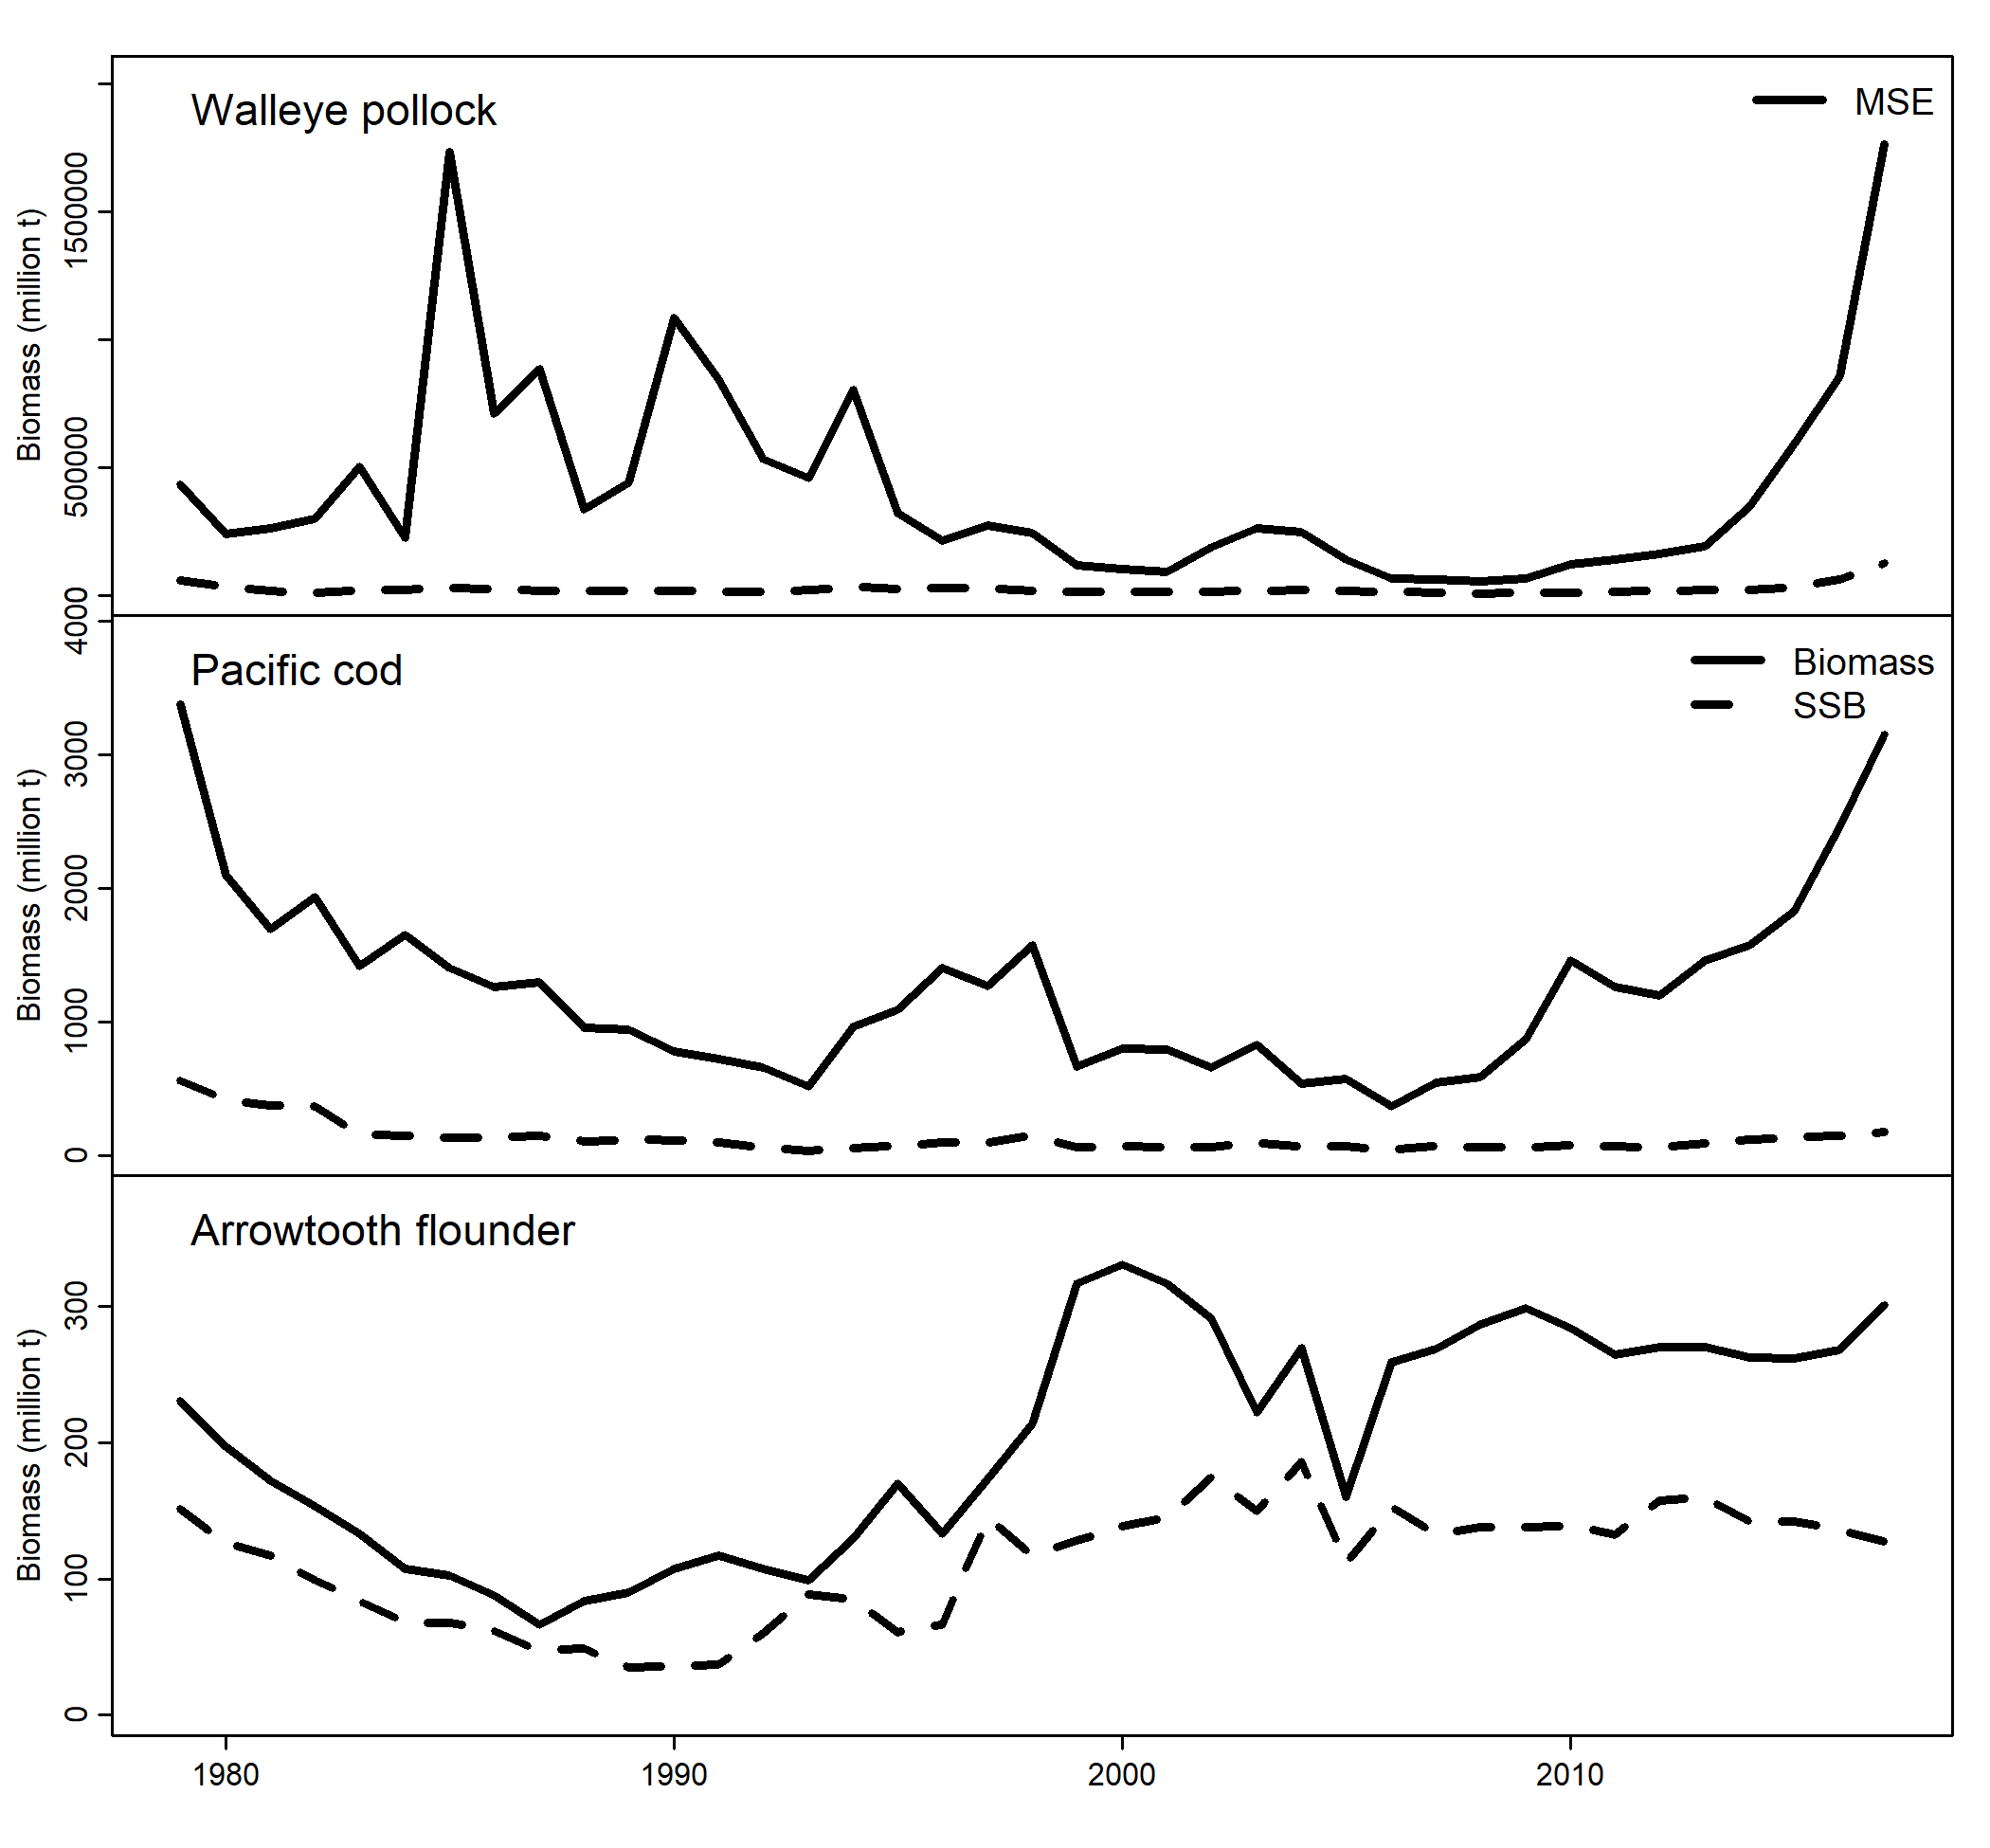 Walleye pollock
MSE
Biomass (million t)
1500000
500000
0
Pacific cod
Biomass
SSB
Biomass (million t)
4000
3000
2000
1000
0
Arrowtooth flounder
Biomass (million t)
300
200
100
0
1980 1990 2000 2010